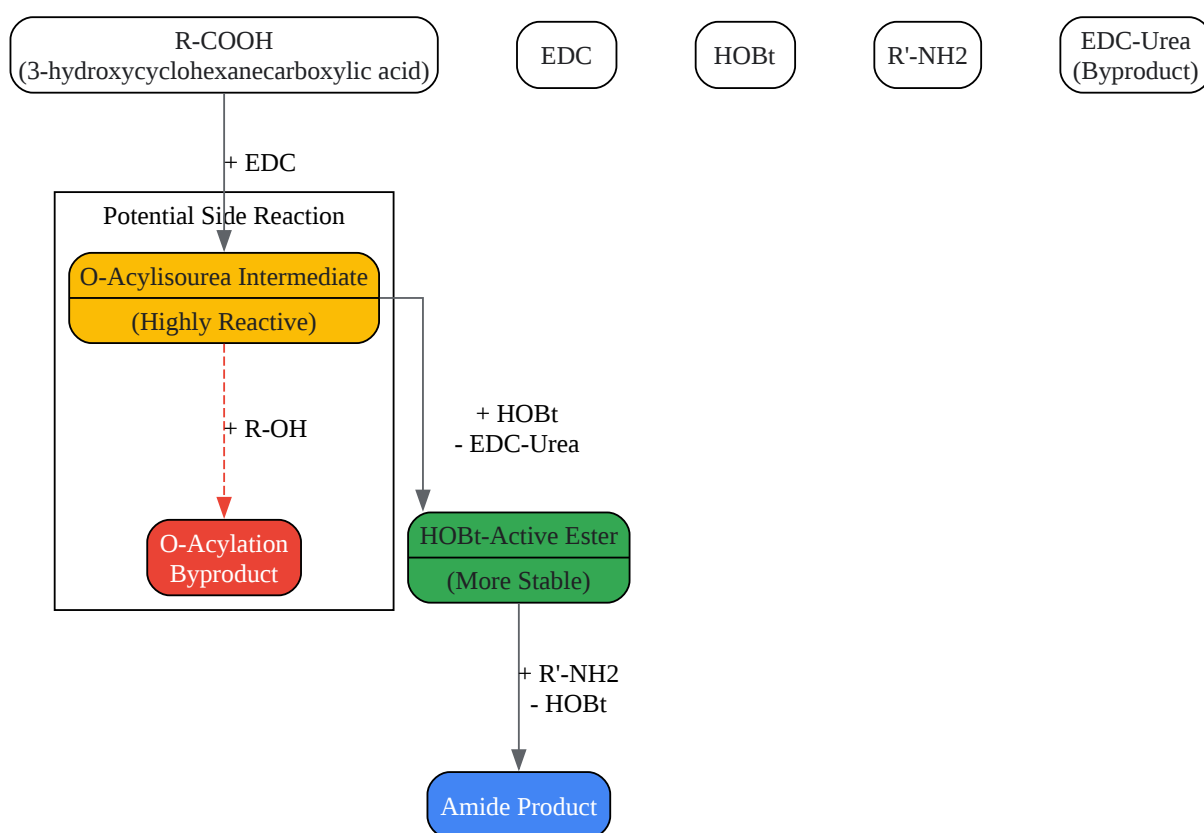 R-COOH
(3-hydroxycyclohexanecarboxylic acid)
EDC
HOBt
R'-NH2
EDC-Urea
(Byproduct)
+ EDC
Potential Side Reaction
O-Acylisourea Intermediate
(Highly Reactive)
+ R-OH
+ HOBt
- EDC-Urea
O-Acylation
Byproduct
HOBt-Active Ester
(More Stable)
+ R'-NH2
- HOBt
Amide Product